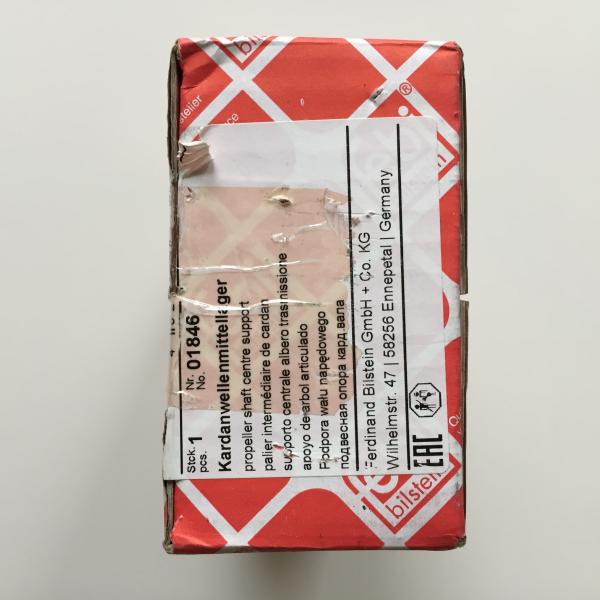 Stck. 1 Nr. 01846
pcs. No.
Kardanwellenmittellager
propeller shaft centre support
palier intermédiaire de cardan
supporto centrale albero trasmissione
apoyo de arbol articulado
Podpora wału napędowego
подвесная опора кард вала
Ferdinand Bilstein GmbH + Co. KG
Wilhelmstr. 47 | 58256 Ennepetal | Germany
EAC
bilstein
®